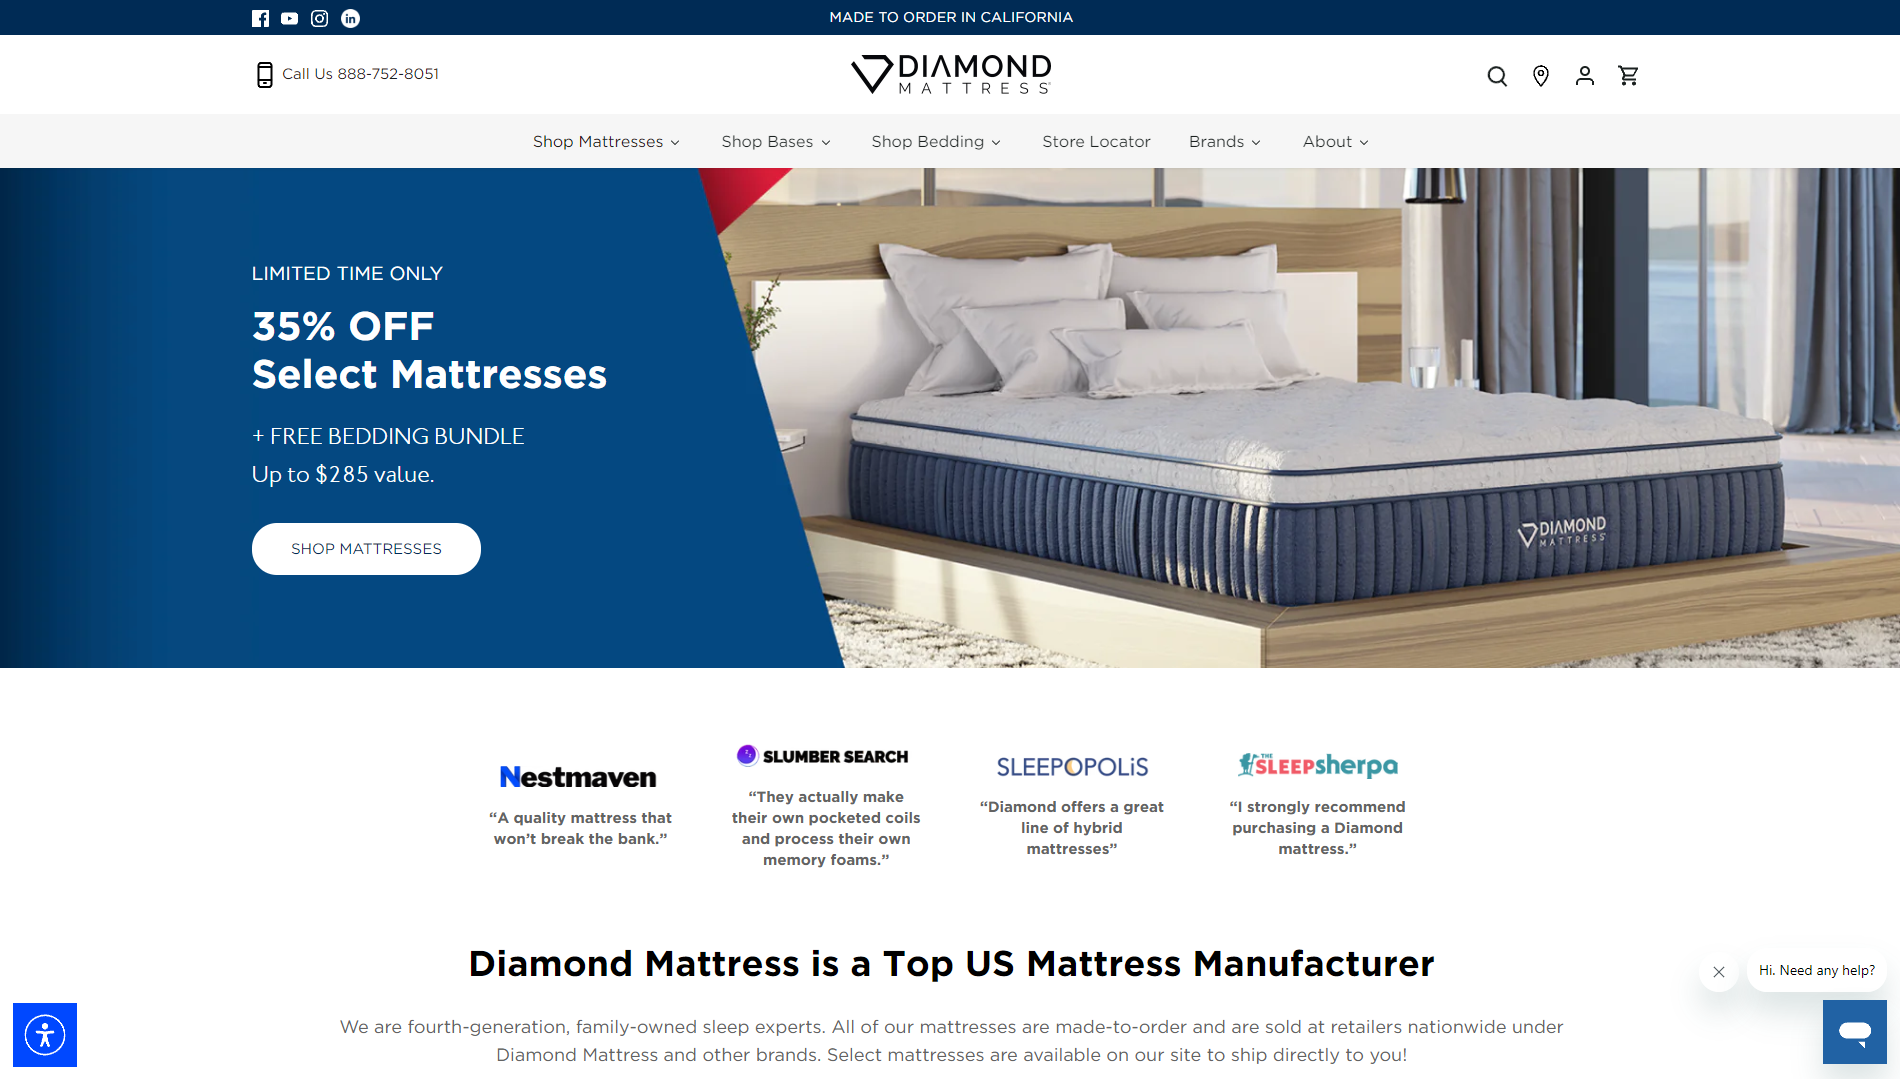 MADE TO ORDER IN CALIFORNIA
Call Us 888-752-8051
DIAMOND
MATTRESS
Shop Mattresses
Shop Bases
Shop Bedding
Store Locator
Brands
About
LIMITED TIME ONLY
35% OFF
Select Mattresses
+ FREE BEDDING BUNDLE
Up to $285 value.
SHOP MATTRESSES
DIAMOND
MATTRESS
Nestmaven
“A quality mattress that
won’t break the bank.”
SLUMBER SEARCH
“They actually make
their own pocketed coils
and process their own
memory foams.”
SLEEPOPOLiS
“Diamond offers a great
line of hybrid
mattresses”
THE
SLEEPsherpa
“I strongly recommend
purchasing a Diamond
mattress.”
Diamond Mattress is a Top US Mattress Manufacturer
We are fourth-generation, family-owned sleep experts. All of our mattresses are made-to-order and are sold at retailers nationwide under
Diamond Mattress and other brands. Select mattresses are available on our site to ship directly to you!
Hi. Need any help?